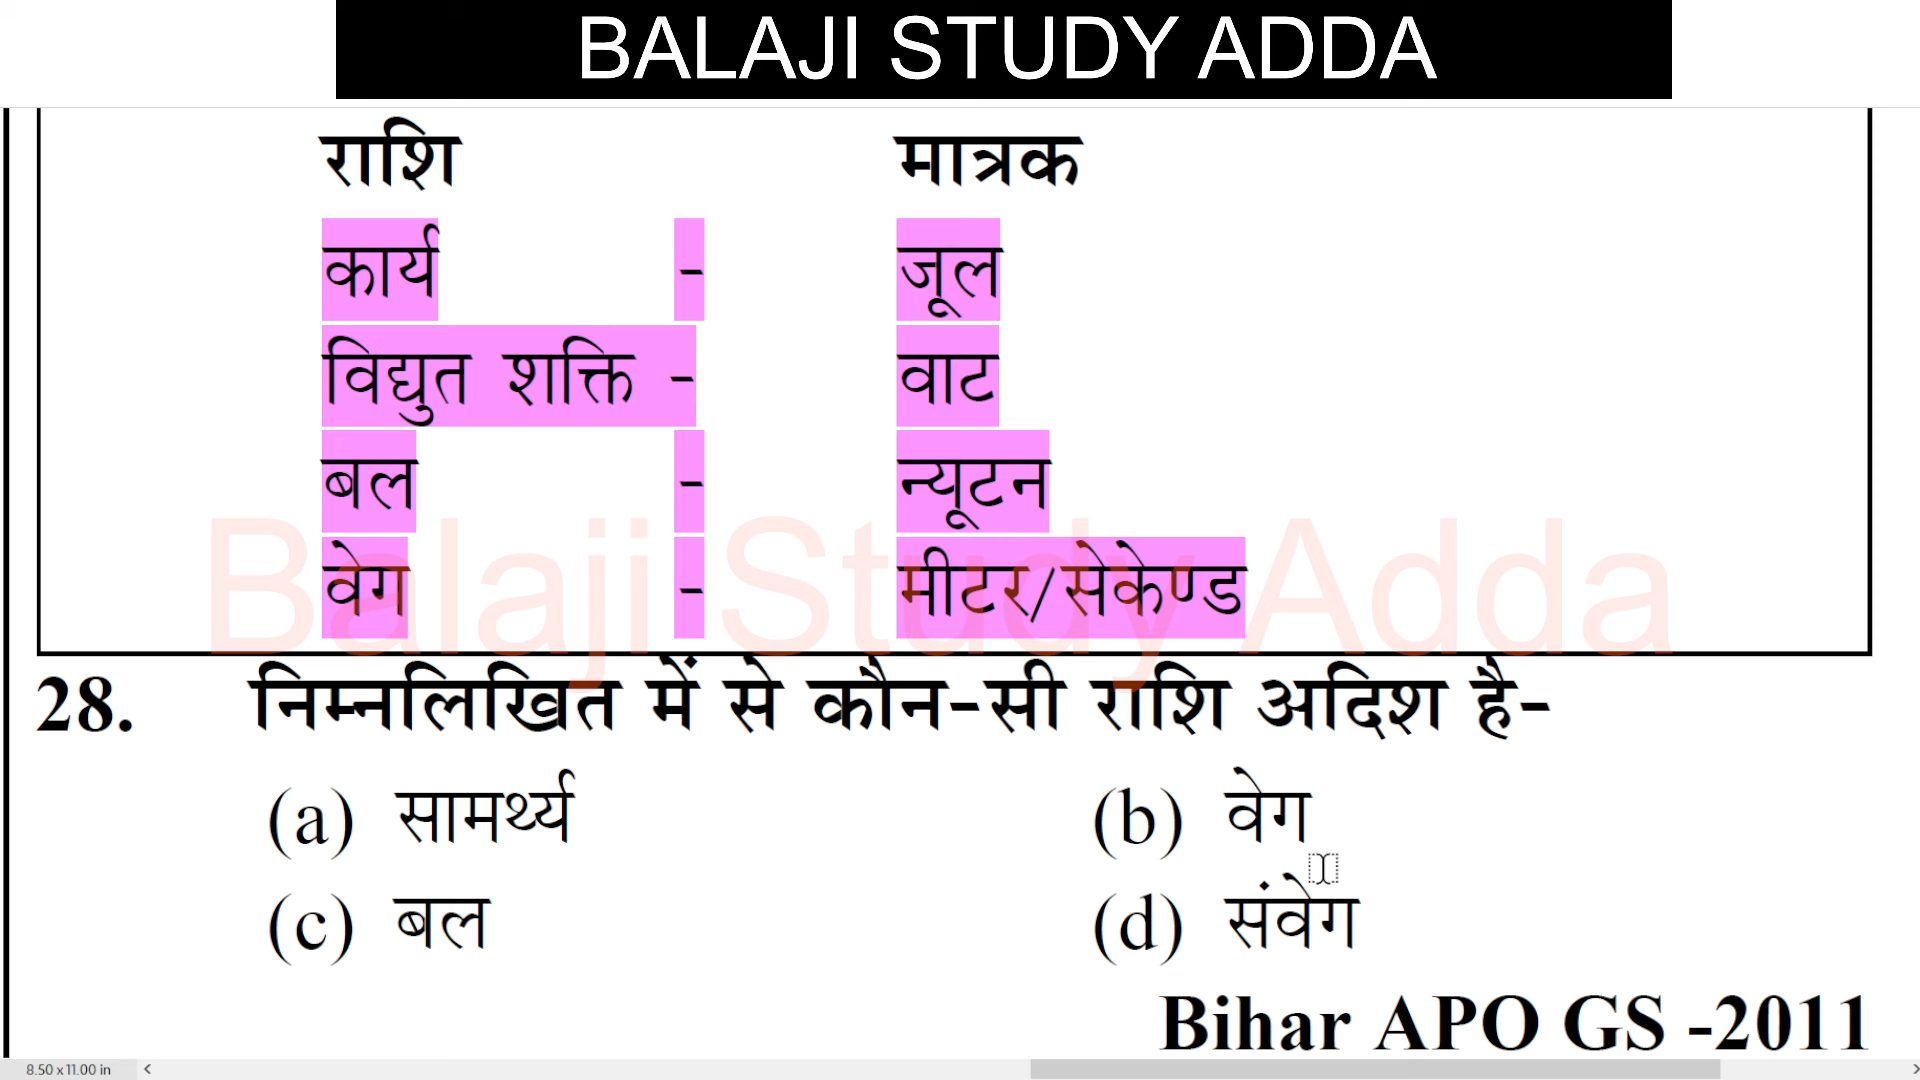 BALAJI STUDY ADDA
राशि मात्रक
कार्य - जूल
विद्युत शक्ति - वाट
बल - न्यूटन
वेग - मीटर/सेकेण्ड
Balaji Study Adda
28. निम्नलिखित में से कौन-सी राशि अदिश है-
(a) सामर्थ्य (b) वेग
(c) बल (d) संवेग
Bihar APO GS -2011
8.50 x 11.00 in